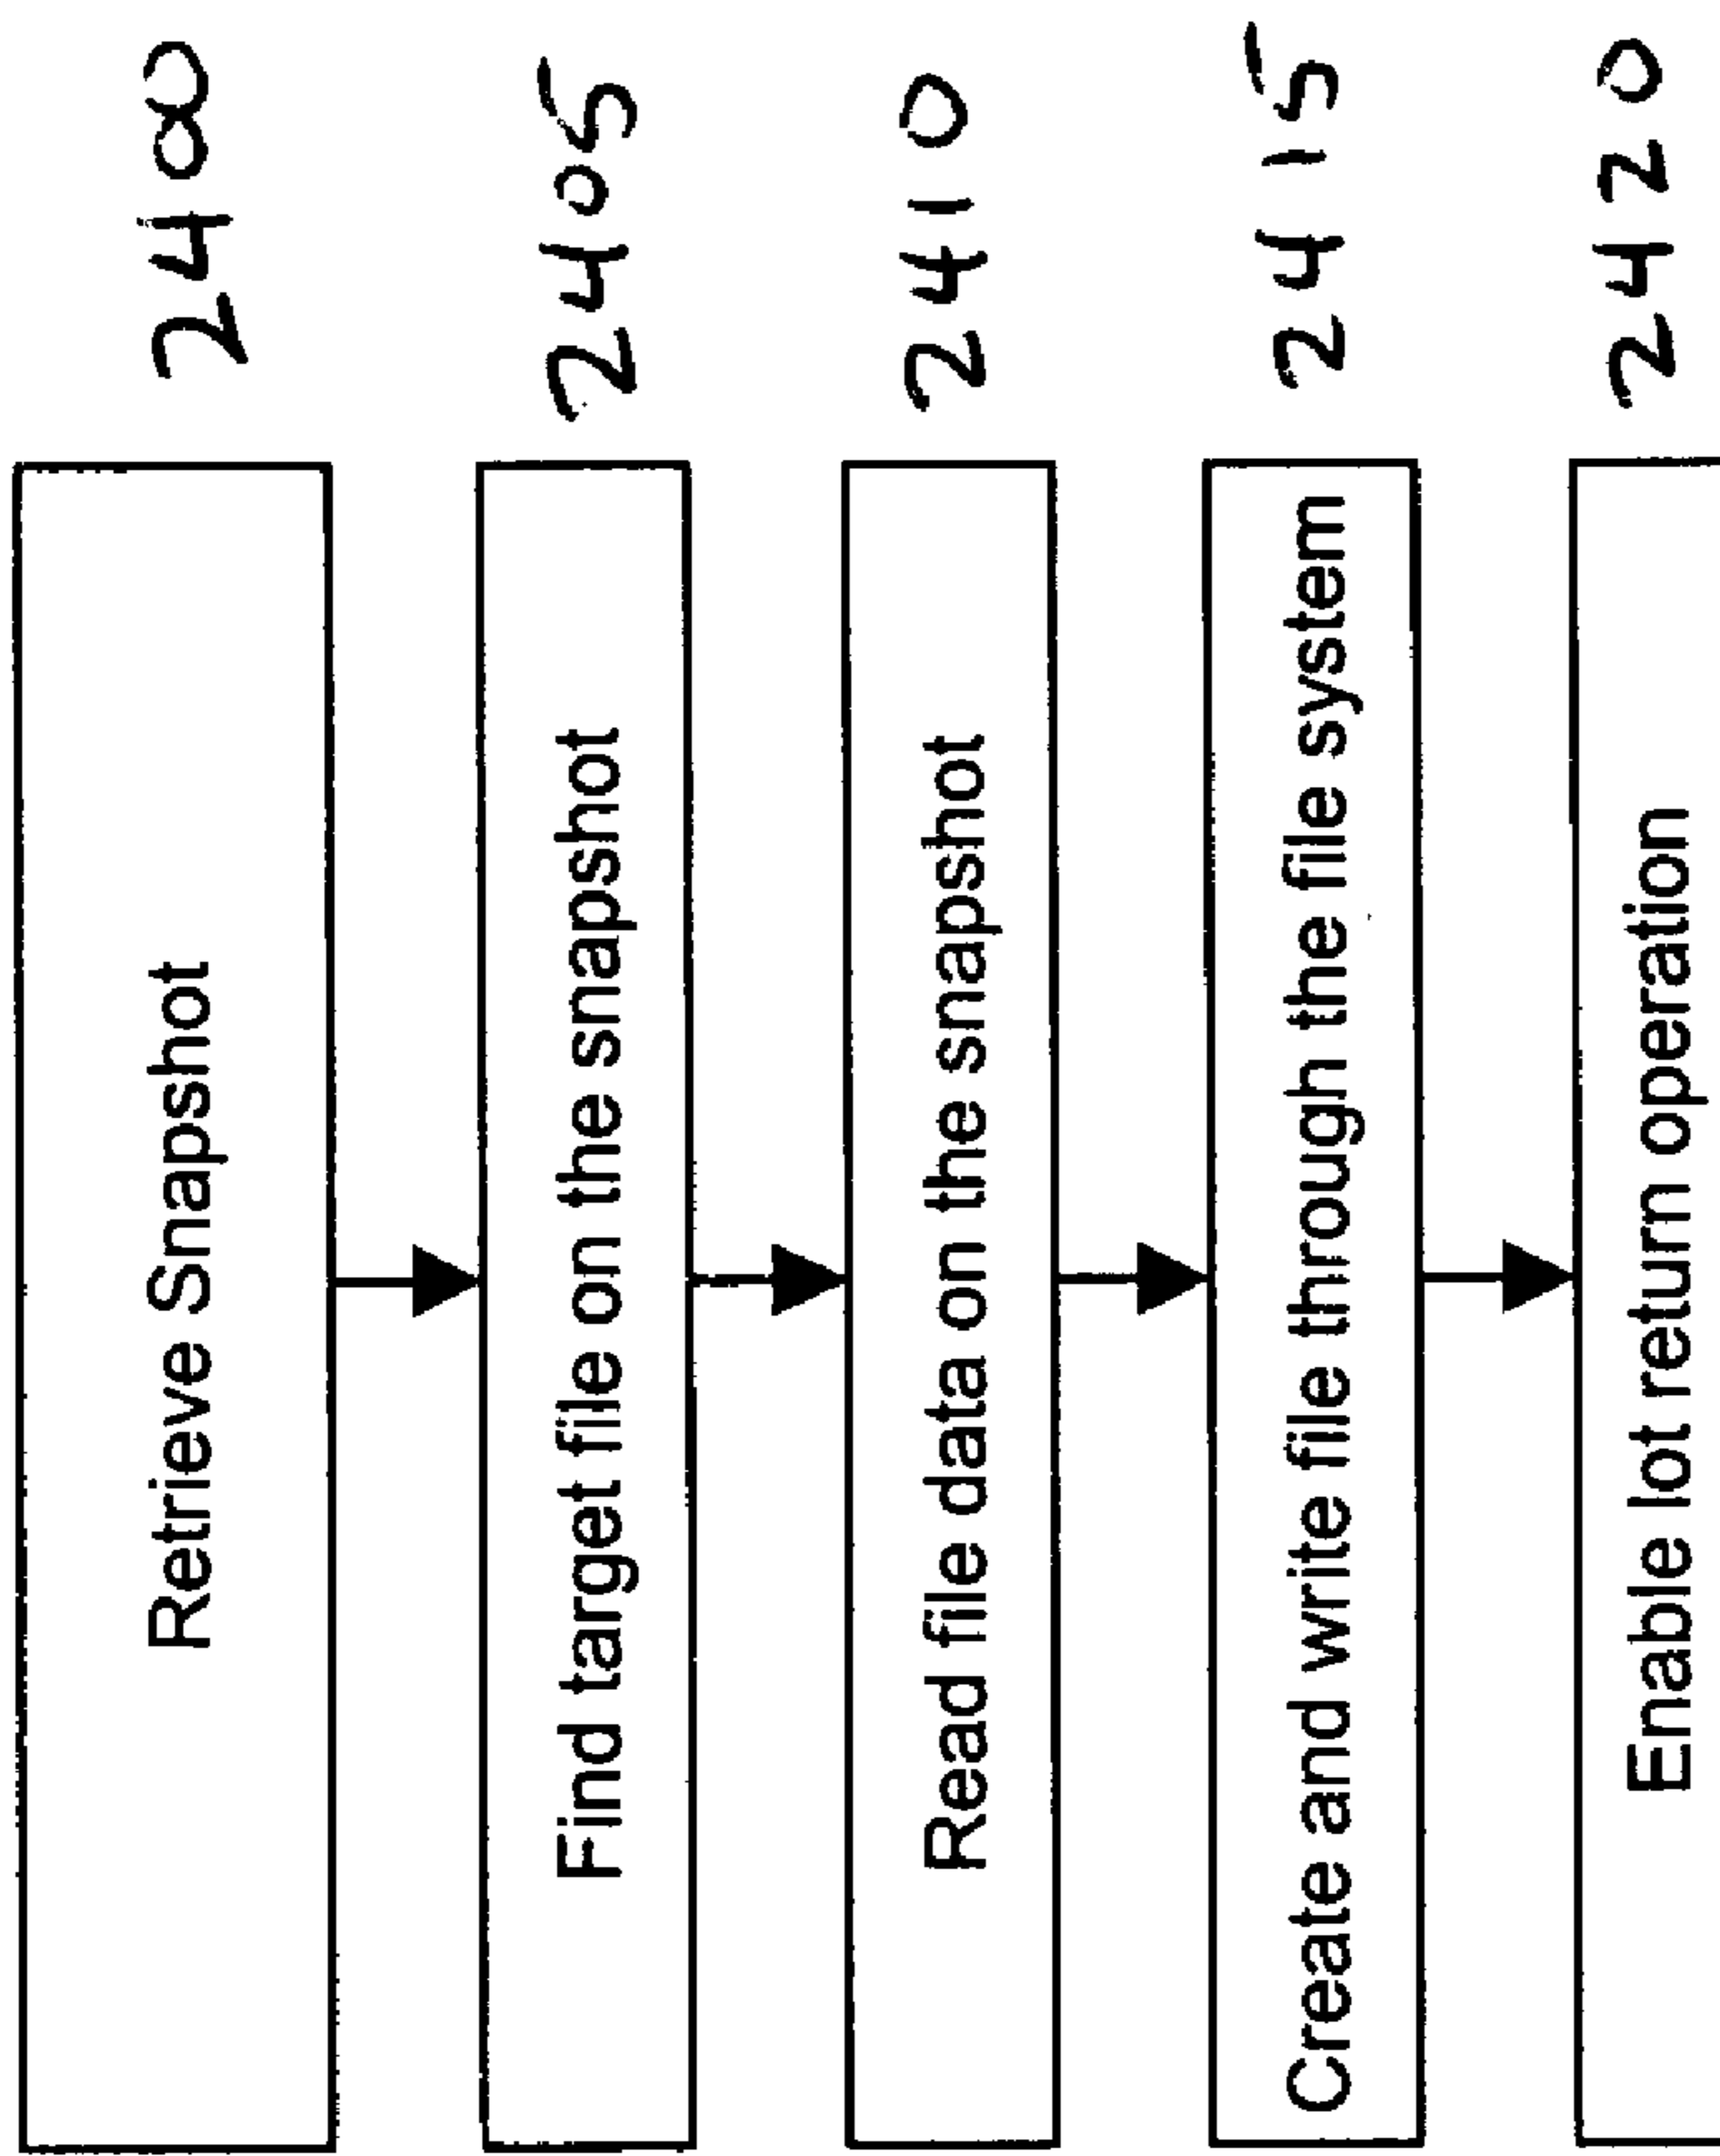 Retrieve Snapshot 2400
Find target file on the snapshot 2405
Read file data on the snapshot 2410
Create and write file through the file system 2415
Enable lot return operation 2420